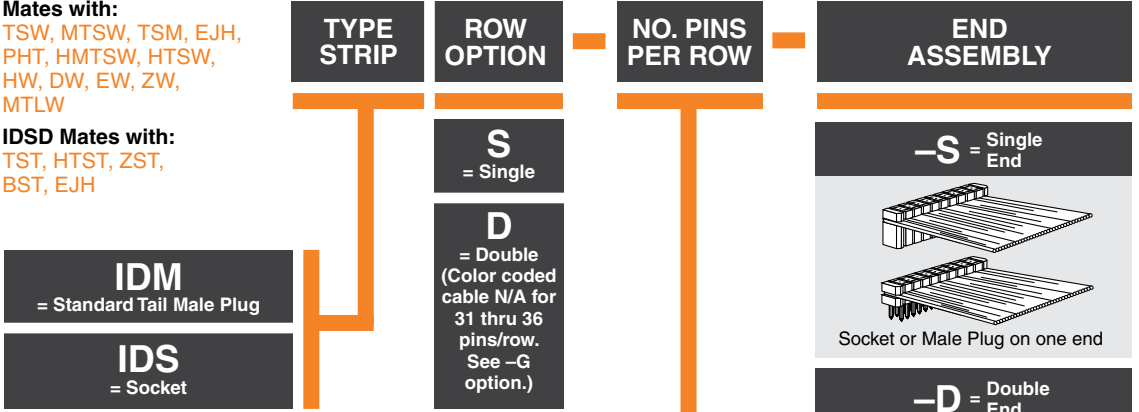 Mates with:
TSW, MTSW, TSM, EJH,
PHT, HMTSW, HTSW,
HW, DW, EW, ZW,
MTLW
IDSD Mates with:
TST, HTST, ZST,
BST, EJH
TYPE
STRIP
IDM
= Standard Tail Male Plug
IDS
= Socket
ROW
OPTION
S
= Single
D
= Double
(Color coded
cable N/A for
31 thru 36
pins/row.
See –G
option.)
NO. PINS
PER ROW
END
ASSEMBLY
–S = Single
End
Socket or Male Plug on one end
–D = Double
End